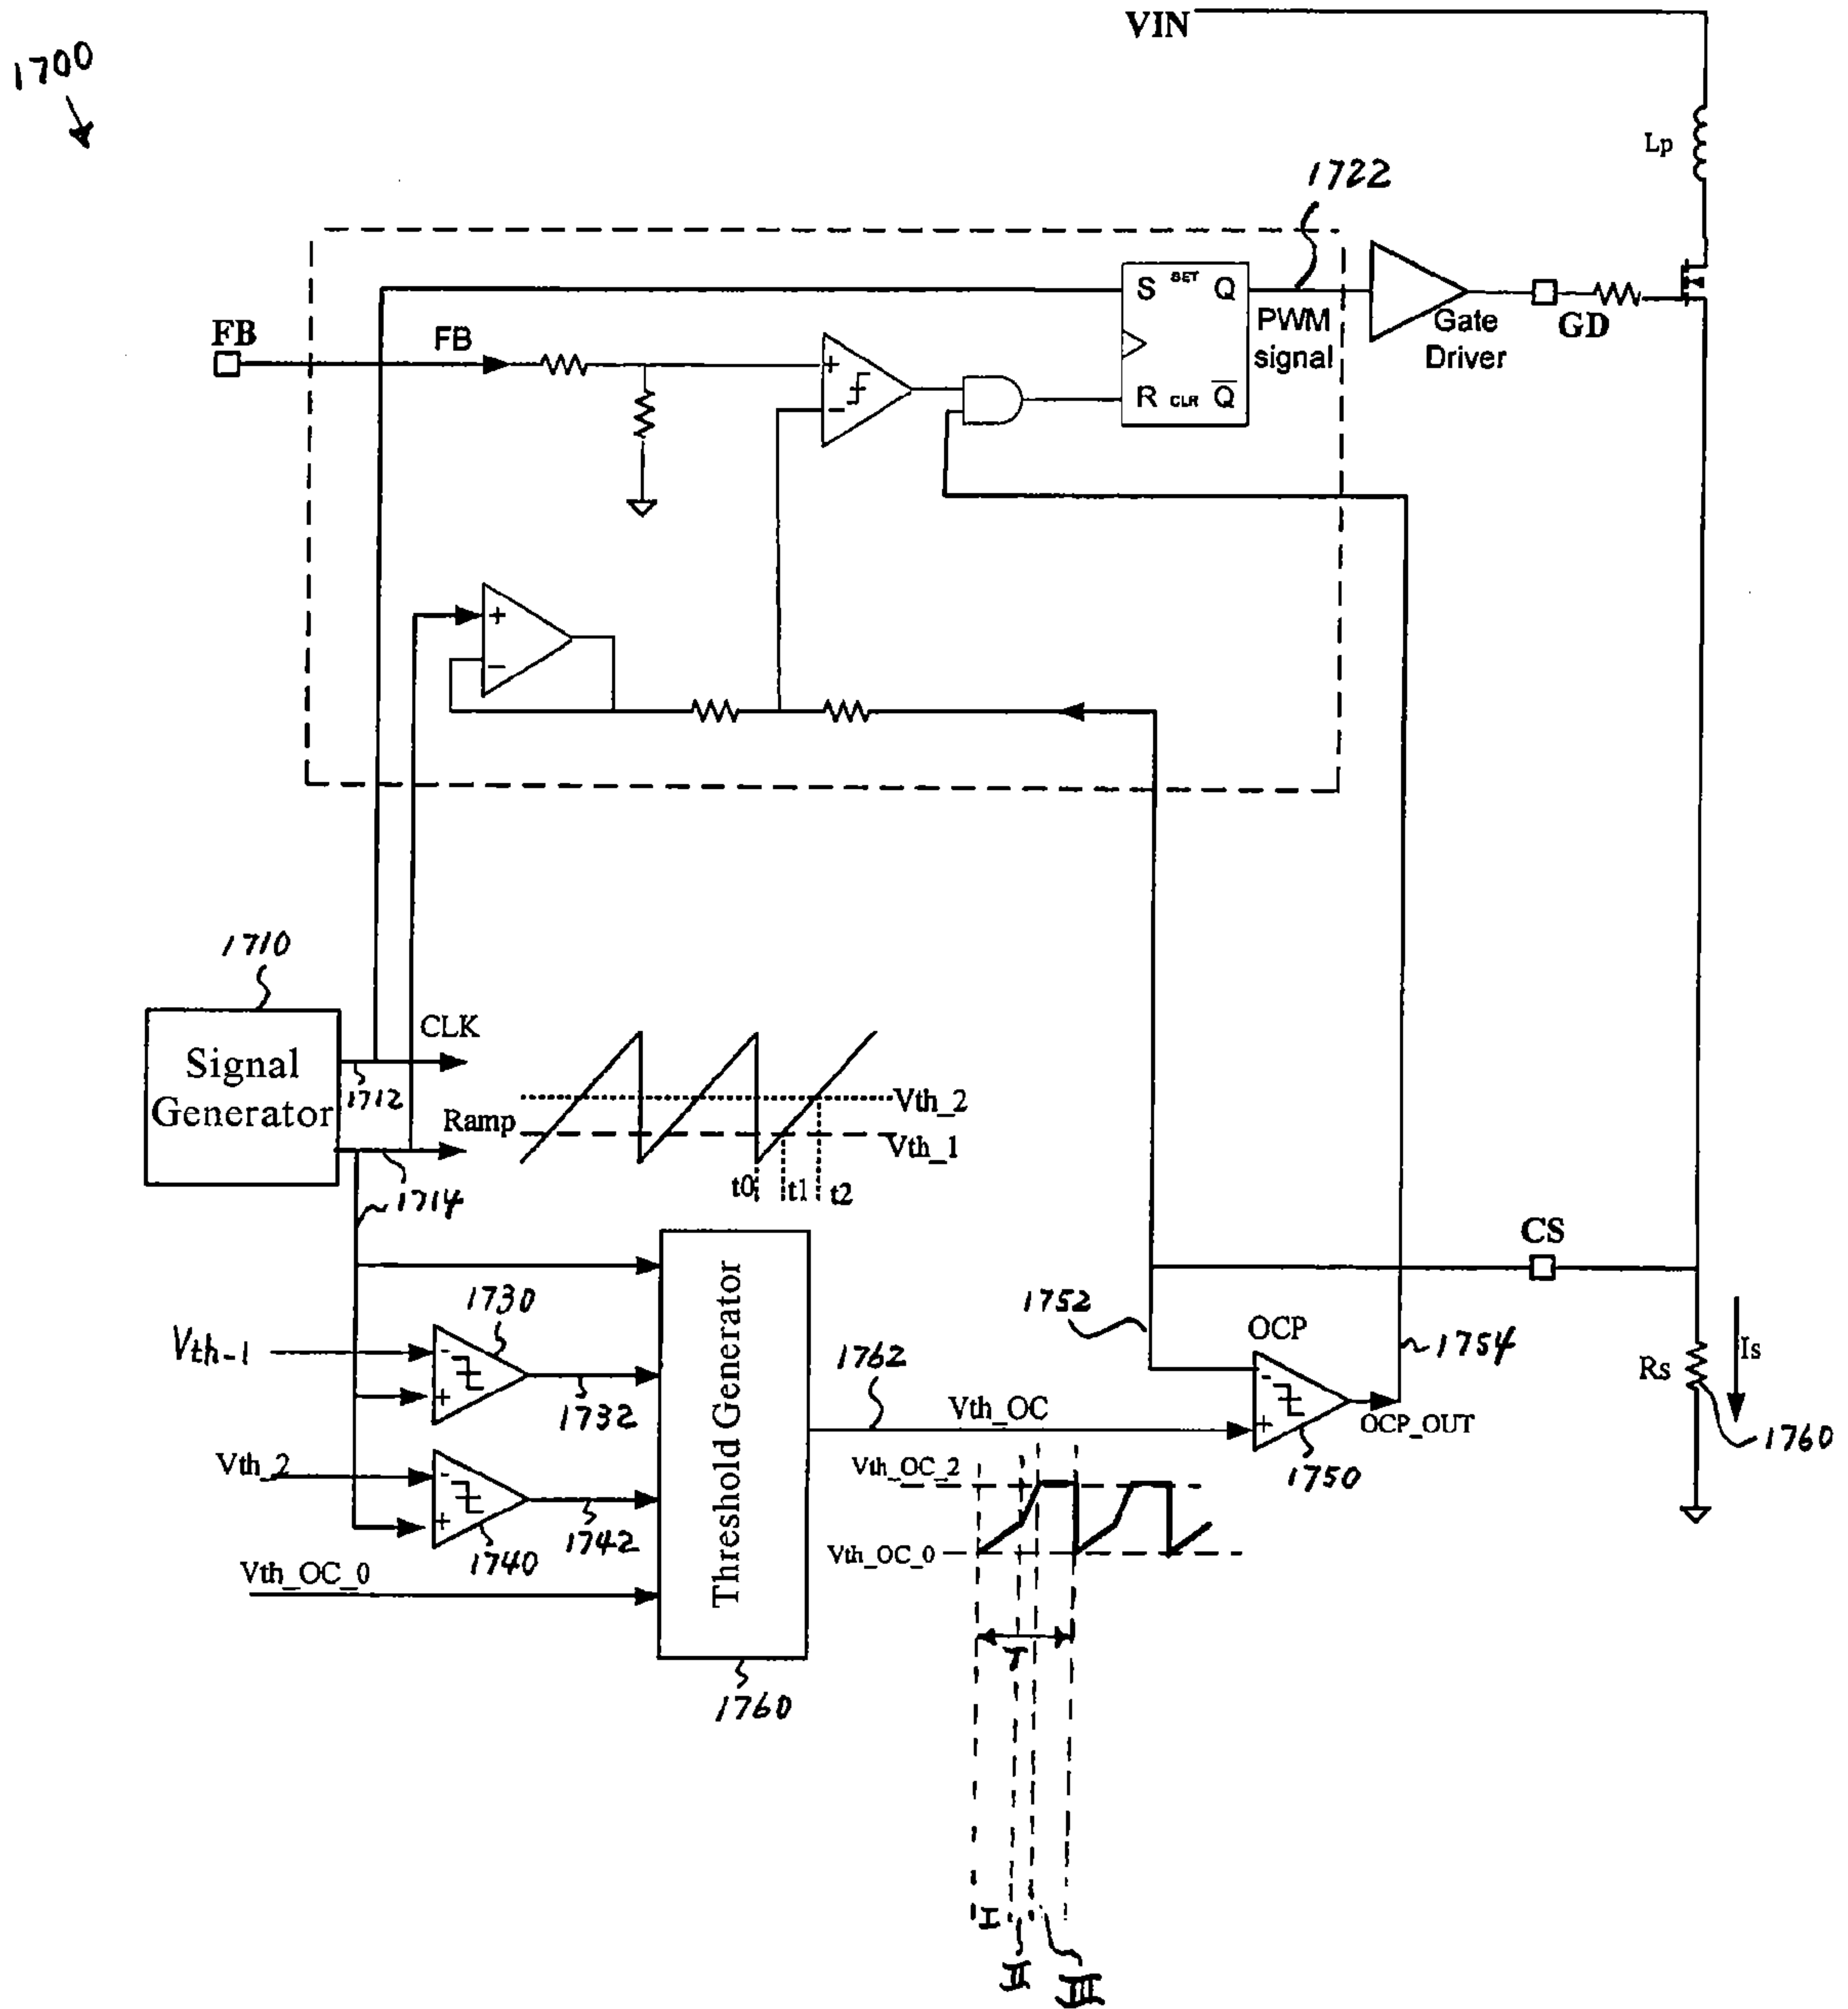 1700
VIN
Lp
1722
S SET Q
PWM
signal
R CLR Q
Gate
Driver
GD
FB
FB
+
-
+
-
1710
Signal
Generator
CLK
1712
Ramp
1714
Vth_2
Vth_1
t0 t1 t2
CS
1730
Vth-1
-
+
1732
Vth_2
-
+
1740
1742
Vth_OC_0
Threshold Generator
1760
1762
Vth_OC
1752
OCP
-
+
1754
OCP_OUT
1750
Rs
Is
1760
Vth_OC_2
Vth_OC_0
T
I
II
III